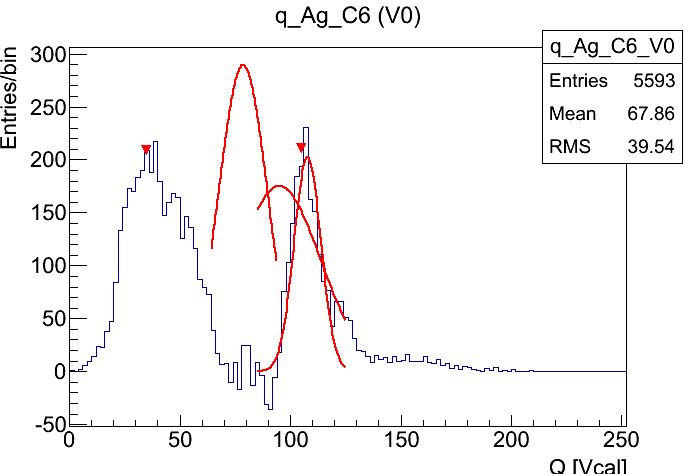 q_Ag_C6 (V0)
q_Ag_C6_V0
Entries 5593
Mean 67.86
RMS 39.54
Entries/bin
300
250
200
150
100
50
0
-50
0 50 100 150 200 250
Q [Vcal]